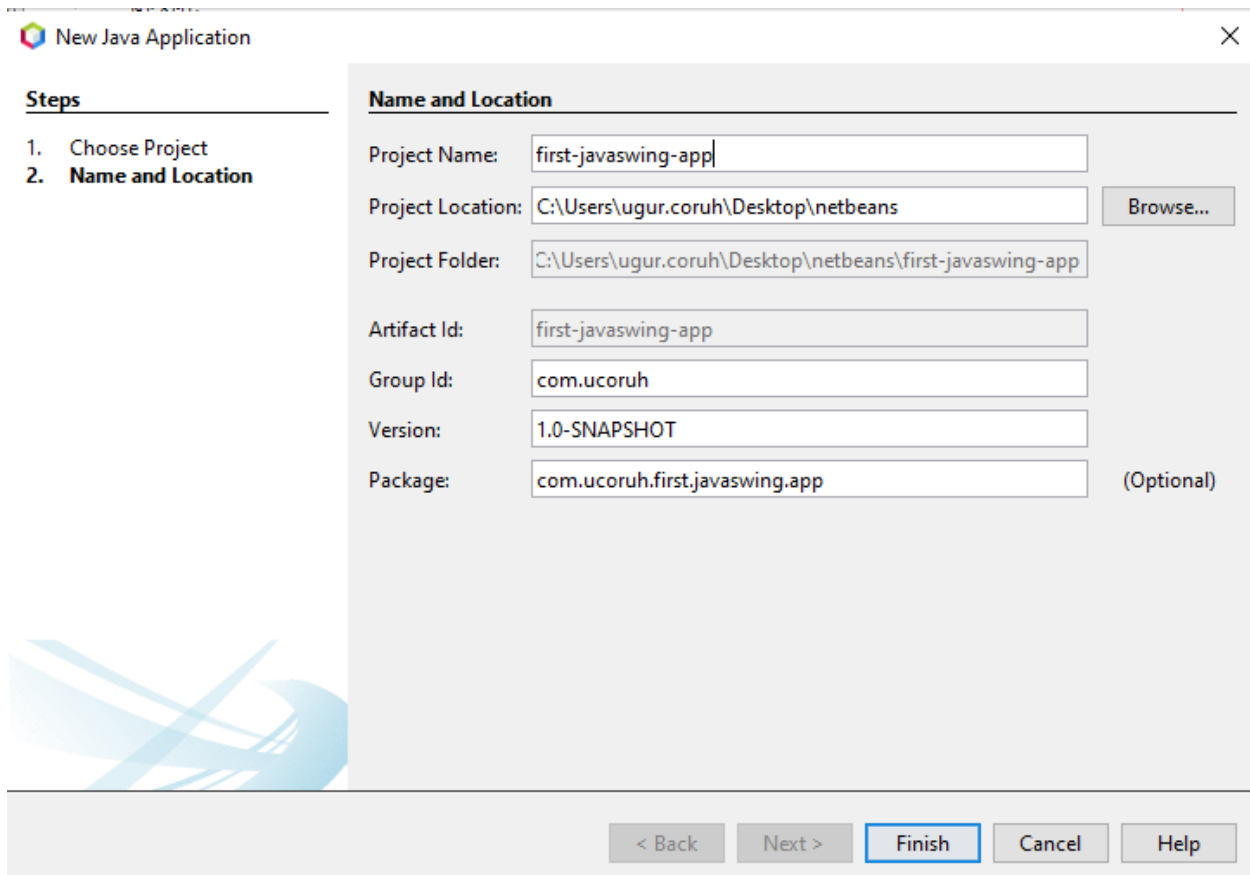 New Java Application
Steps
1. Choose Project
2. Name and Location
Name and Location
Project Name: first-javaswing-app
Project Location: C:\Users\ugur.coruh\Desktop\netbeans Browse...
Project Folder: C:\Users\ugur.coruh\Desktop\netbeans\first-javaswing-app
Artifact Id: first-javaswing-app
Group Id: com.ucoruh
Version: 1.0-SNAPSHOT
Package: com.ucoruh.first.javaswing.app (Optional)
< Back Next > Finish Cancel Help